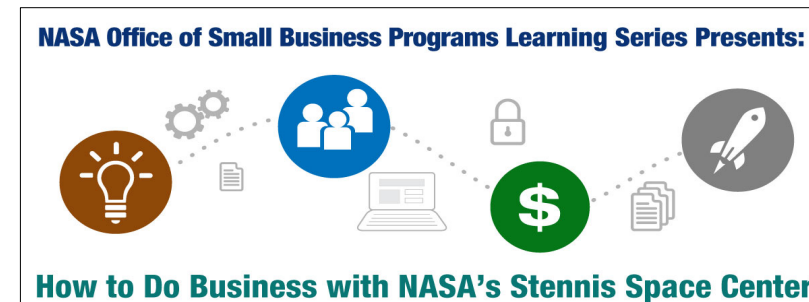 NASA Office of Small Business Programs Learning Series Presents:
$
How to Do Business with NASA's Stennis Space Center